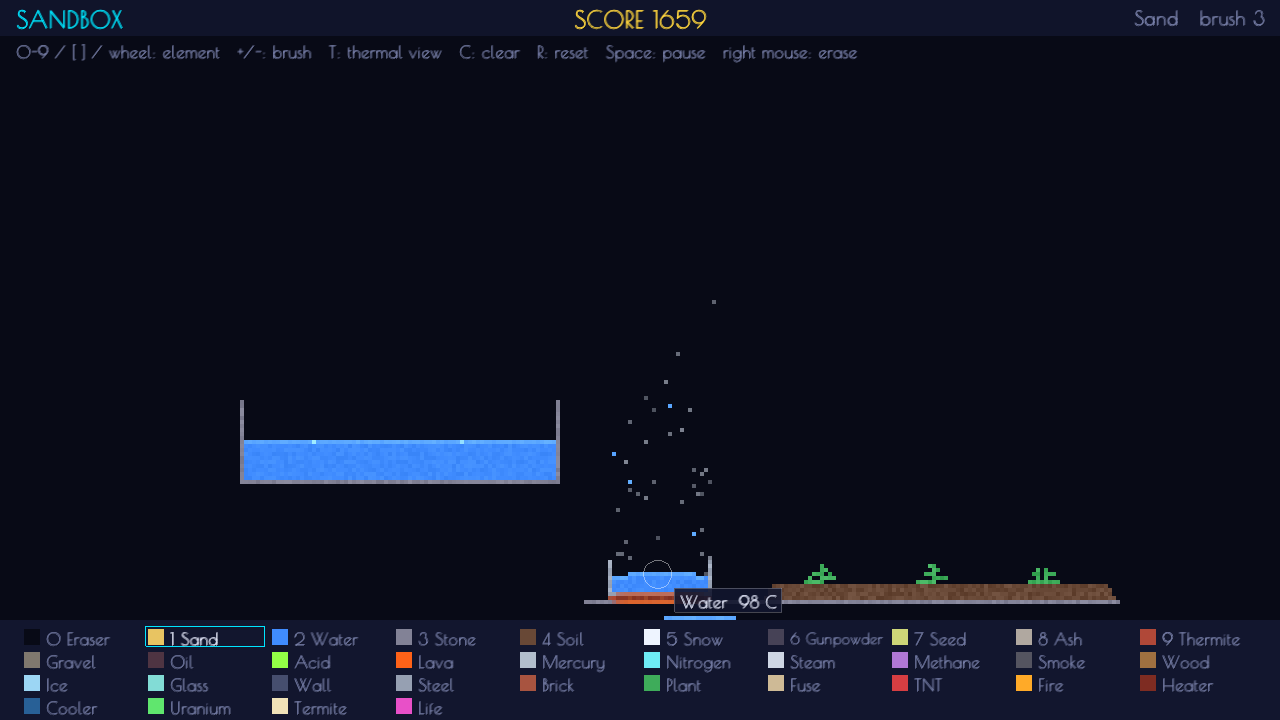 SANDBOX SCORE 1659 Sand brush 3
0-9 / [ ] / wheel: element +/-: brush T: thermal view C: clear R: reset Space: pause right mouse: erase
Water 98 C
0 Eraser 1 Sand 2 Water 3 Stone 4 Soil 5 Snow 6 Gunpowder 7 Seed 8 Ash 9 Thermite
Gravel Oil Acid Lava Mercury Nitrogen Steam Methane Smoke Wood
Ice Glass Wall Steel Brick Plant Fuse TNT Fire Heater
Cooler Uranium Termite Life